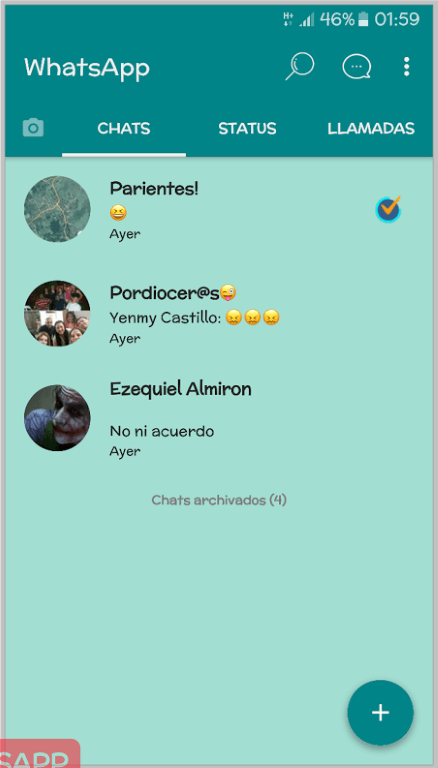 46% 01:59
WhatsApp
CHATS STATUS LLAMADAS
Parientes!
😆
Ayer
Pordiocer@s😜
Yenmy Castillo: 😖😖😖
Ayer
Ezequiel Almiron
No ni acuerdo
Ayer
Chats archivados (4)
+
SAPP